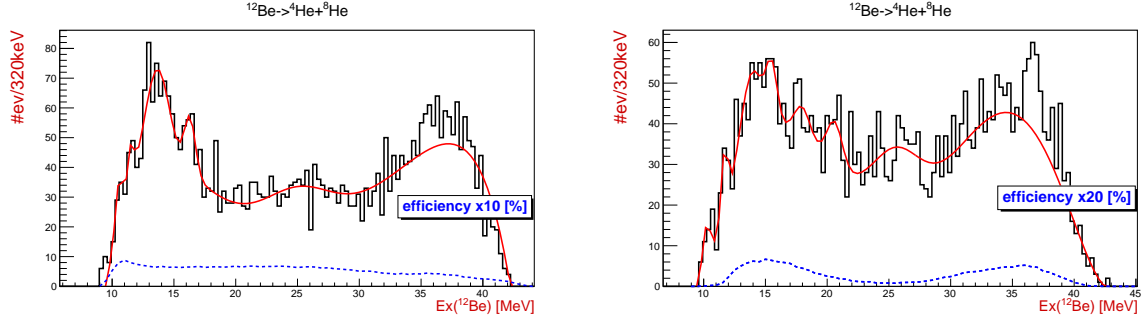 ¹²Be->⁴He+⁸He
#ev/320keV
80
70
60
50
40
30
20
10
0
efficiency x10 [%]
10 15 20 25 30 35 40
Ex(¹²Be) [MeV]
¹²Be->⁴He+⁸He
#ev/320keV
60
50
40
30
20
10
0
efficiency x20 [%]
10 15 20 25 30 35 40 45
Ex(¹²Be) [MeV]